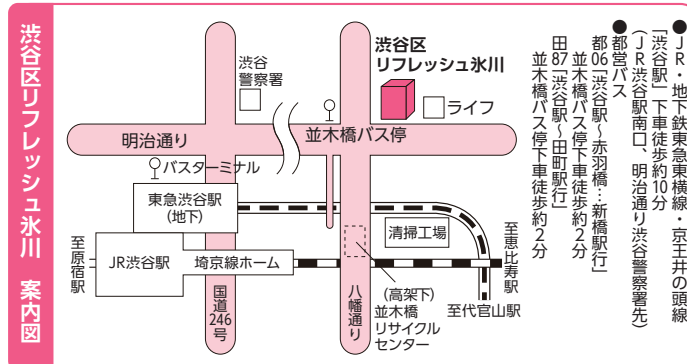 渋谷区リフレッシュ氷川 案内図
渋谷
警察署
渋谷区
リフレッシュ氷川
ライフ
明治通り
並木橋バス停
バスターミナル
東急渋谷駅
(地下)
清掃工場
至恵比寿駅
至原宿駅
JR渋谷駅
埼京線ホーム
国道246号
八幡通り
(高架下)
並木橋
リサイクル
センター
至代官山駅
●JR・地下鉄東急東横線・京王井の頭線
「渋谷駅」下車徒歩約10分
(JR渋谷駅南口、明治通り渋谷警察署先)
●都営バス
都06「渋谷駅~赤羽橋…新橋駅行」
並木橋バス停下車徒歩約2分
田87「渋谷駅~田町駅行」
並木橋バス停下車徒歩約2分